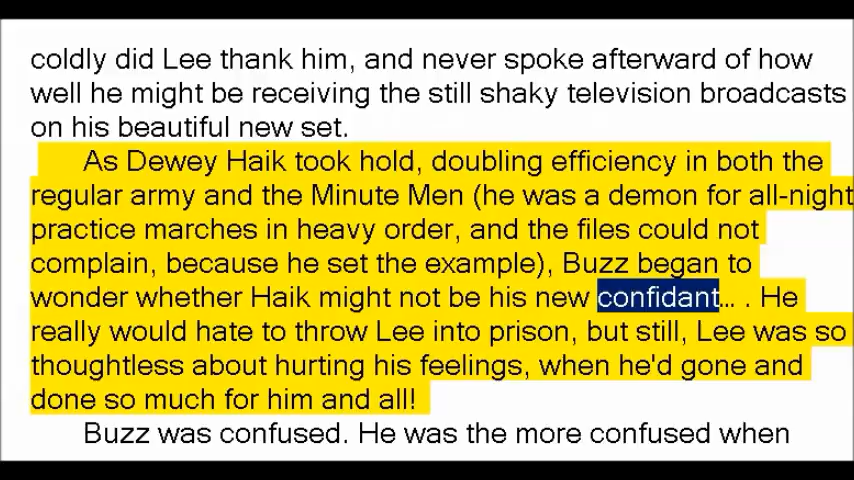 coldly did Lee thank him, and never spoke afterward of how
well he might be receiving the still shaky television broadcasts
on his beautiful new set.
As Dewey Haik took hold, doubling efficiency in both the
regular army and the Minute Men (he was a demon for all-night
practice marches in heavy order, and the files could not
complain, because he set the example), Buzz began to
wonder whether Haik might not be his new confidant... . He
really would hate to throw Lee into prison, but still, Lee was so
thoughtless about hurting his feelings, when he'd gone and
done so much for him and all!
Buzz was confused. He was the more confused when